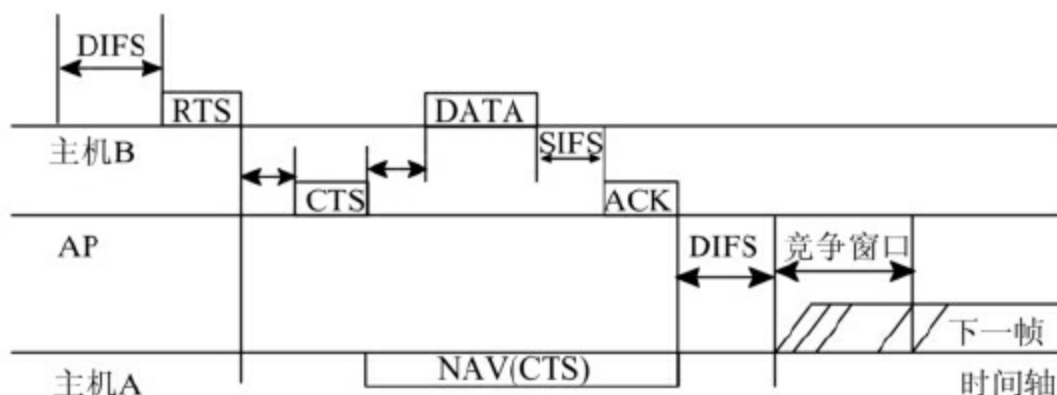 DIFS
RTS
DATA
主机B
SIFS
CTS
ACK
AP
DIFS
竞争窗口
下一帧
NAV(CTS)
主机A
时间轴